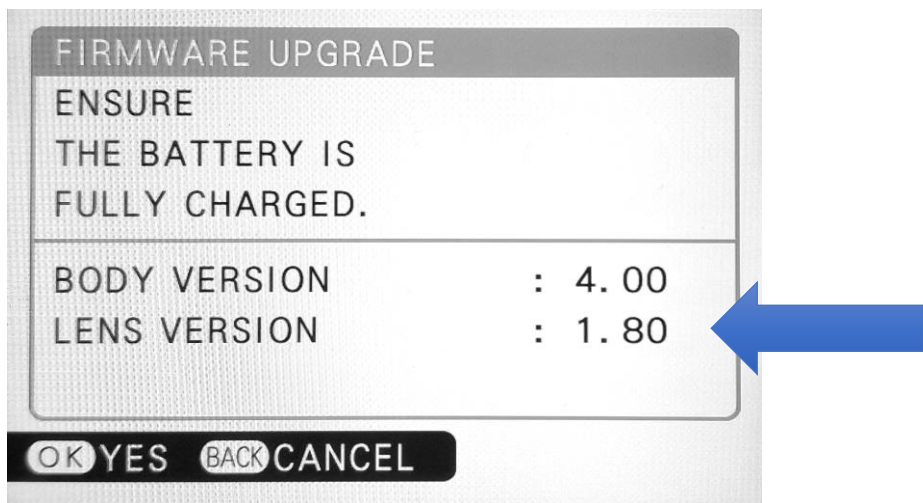 FIRMWARE UPGRADE
ENSURE
THE BATTERY IS
FULLY CHARGED.
BODY VERSION : 4.00
LENS VERSION : 1.80
OK YES BACK CANCEL